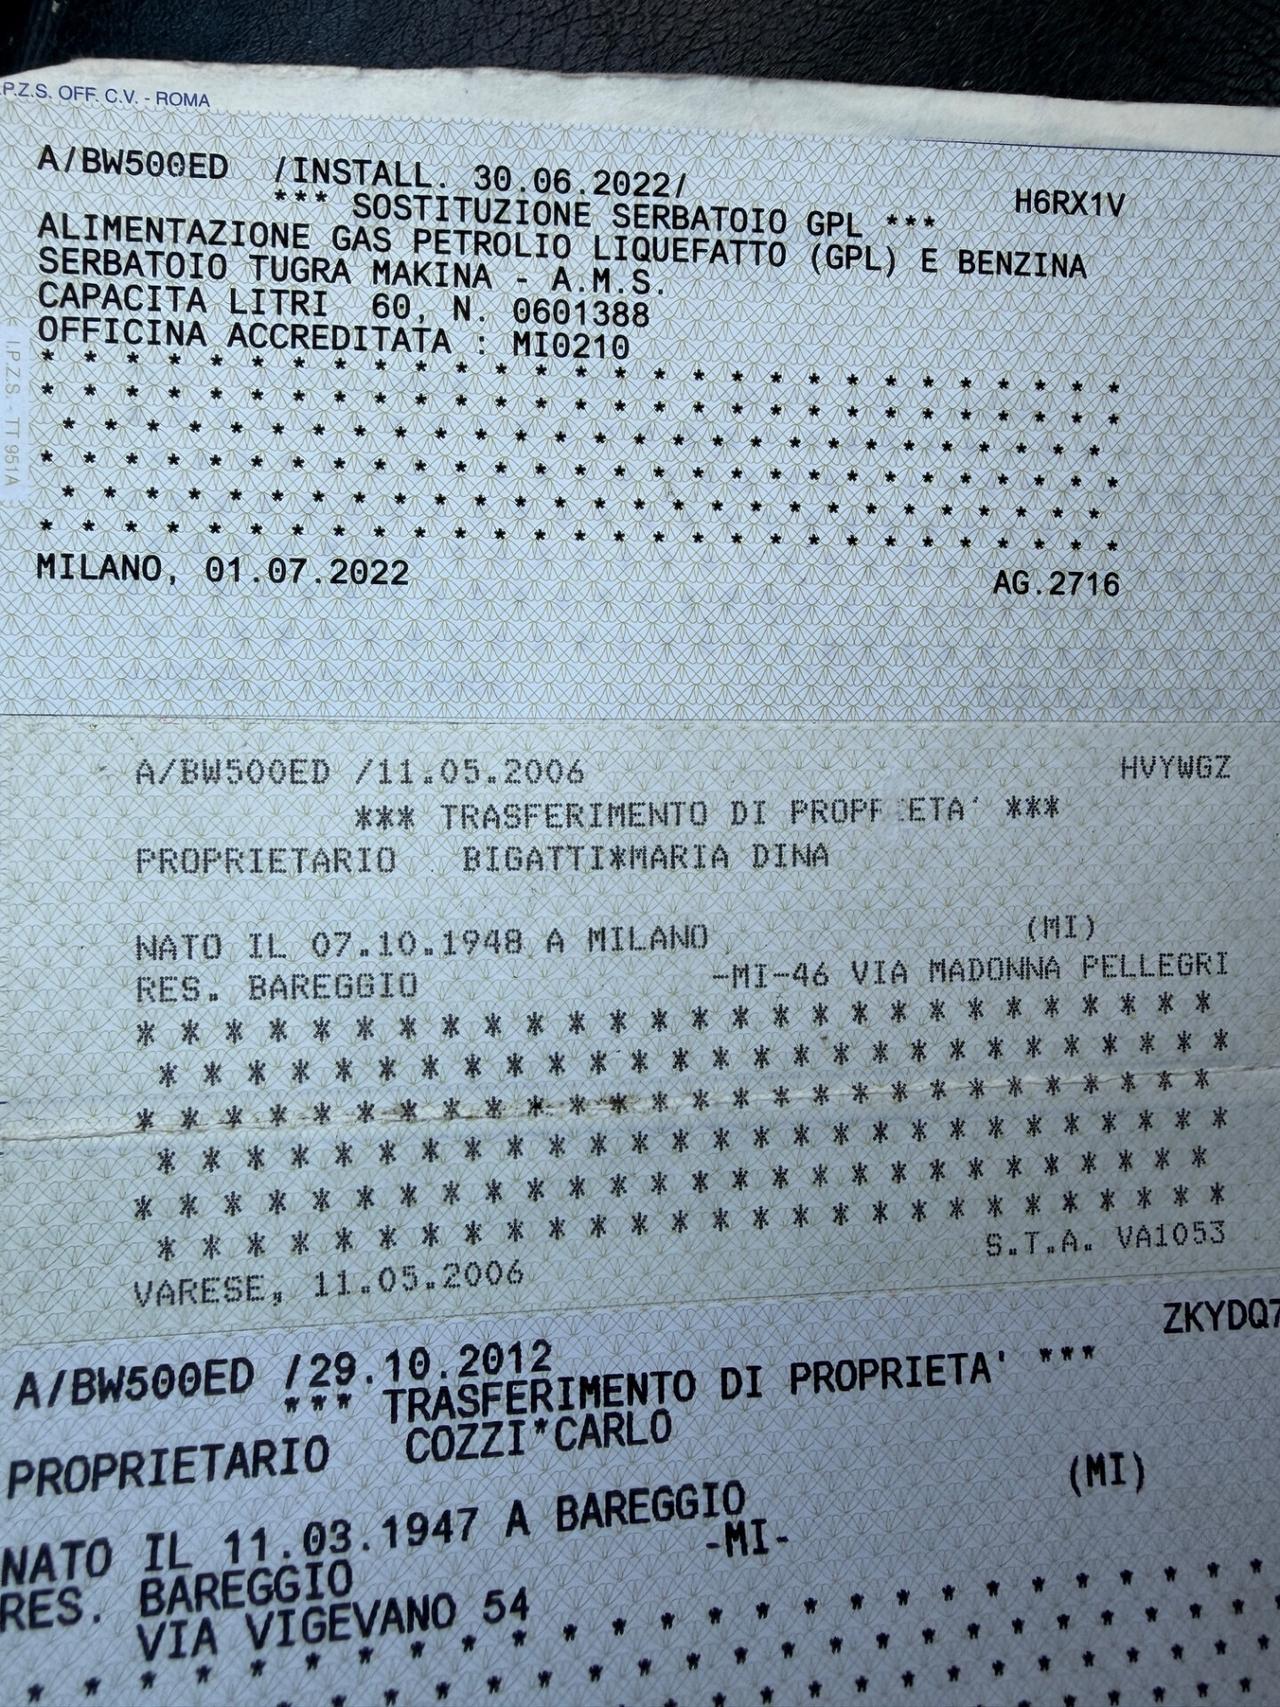 P.Z.S. OFF. C.V. - ROMA
A/BW500ED /INSTALL. 30.06.2022/ H6RX1V
*** SOSTITUZIONE SERBATOIO GPL ***
ALIMENTAZIONE GAS PETROLIO LIQUEFATTO (GPL) E BENZINA
SERBATOIO TUGRA MAKINA - A.M.S.
CAPACITA LITRI 60, N. 0601388
OFFICINA ACCREDITATA : MI0210
* * * * * * * * * * * * * * * * * * * * * * * * * * *
* * * * * * * * * * * * * * * * * * * * * * * * * * *
* * * * * * * * * * * * * * * * * * * * * * * * * *
* * * * * * * * * * * * * * * * * * * * * * * * * * *
* * * * * * * * * * * * * * * * * * * * * * * * * *
* * * * * * * * * * * * * * * * * * * * * * * * * * *
MILANO, 01.07.2022 AG.2716
I.P.Z.S. - TT 951A
A/BW500ED /11.05.2006 HVYWGZ
*** TRASFERIMENTO DI PROPRIETA' ***
PROPRIETARIO BIGATTI*MARIA DINA
NATO IL 07.10.1948 A MILANO (MI)
RES. BAREGGIO -MI-46 VIA MADONNA PELLEGRI
* * * * * * * * * * * * * * * * * * * * * * * * * *
* * * * * * * * * * * * * * * * * * * * * * * * * *
* * * * * * * * * * * * * * * * * * * * * * * * * *
* * * * * * * * * * * * * * * * * * * * * * * * * *
* * * * * * * * * * * * * * * * * * * * * * * * * *
* * * * * * * * * * * * * * * * * * * * * * * * * *
VARESE, 11.05.2006 S.T.A. VA1053
A/BW500ED /29.10.2012 ZKYDQ7
*** TRASFERIMENTO DI PROPRIETA' ***
PROPRIETARIO COZZI*CARLO
NATO IL 11.03.1947 A BAREGGIO (MI)
RES. BAREGGIO -MI-
VIA VIGEVANO 54